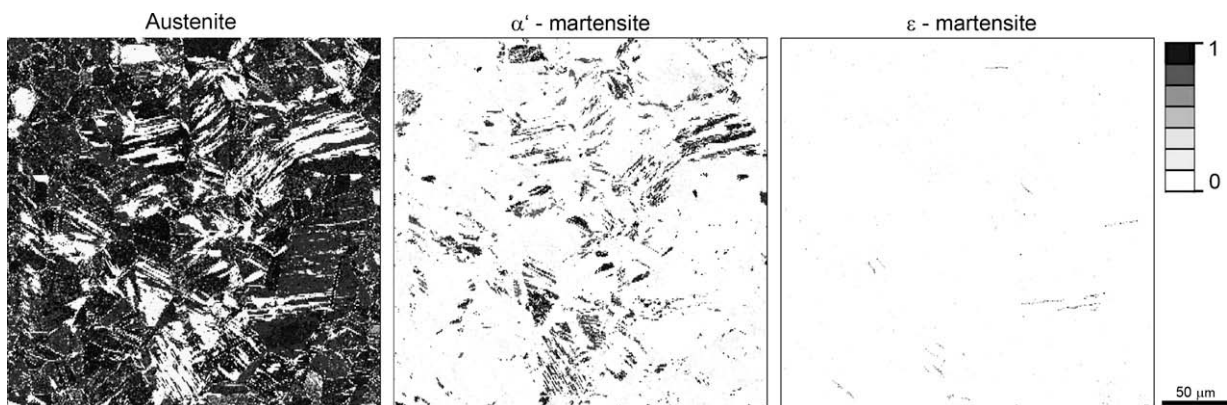 Austenite
α‘ - martensite
ε - martensite
1
0
50 μm